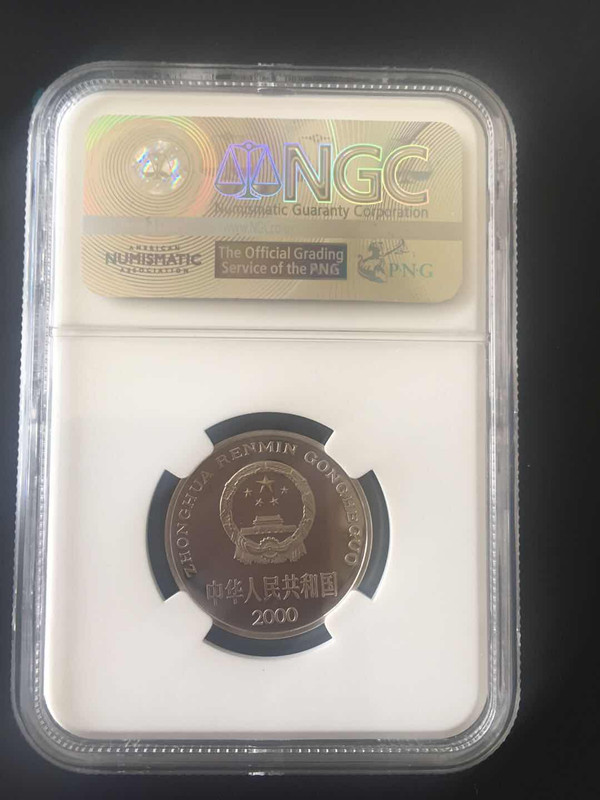 NGC
Numismatic Guaranty Corporation
AMERICAN
NUMISMATIC
ASSOCIATION
The Official Grading
Service of the PNG
PNG
ZHONGHUA RENMIN GONGHEGUO
中华人民共和国
2000